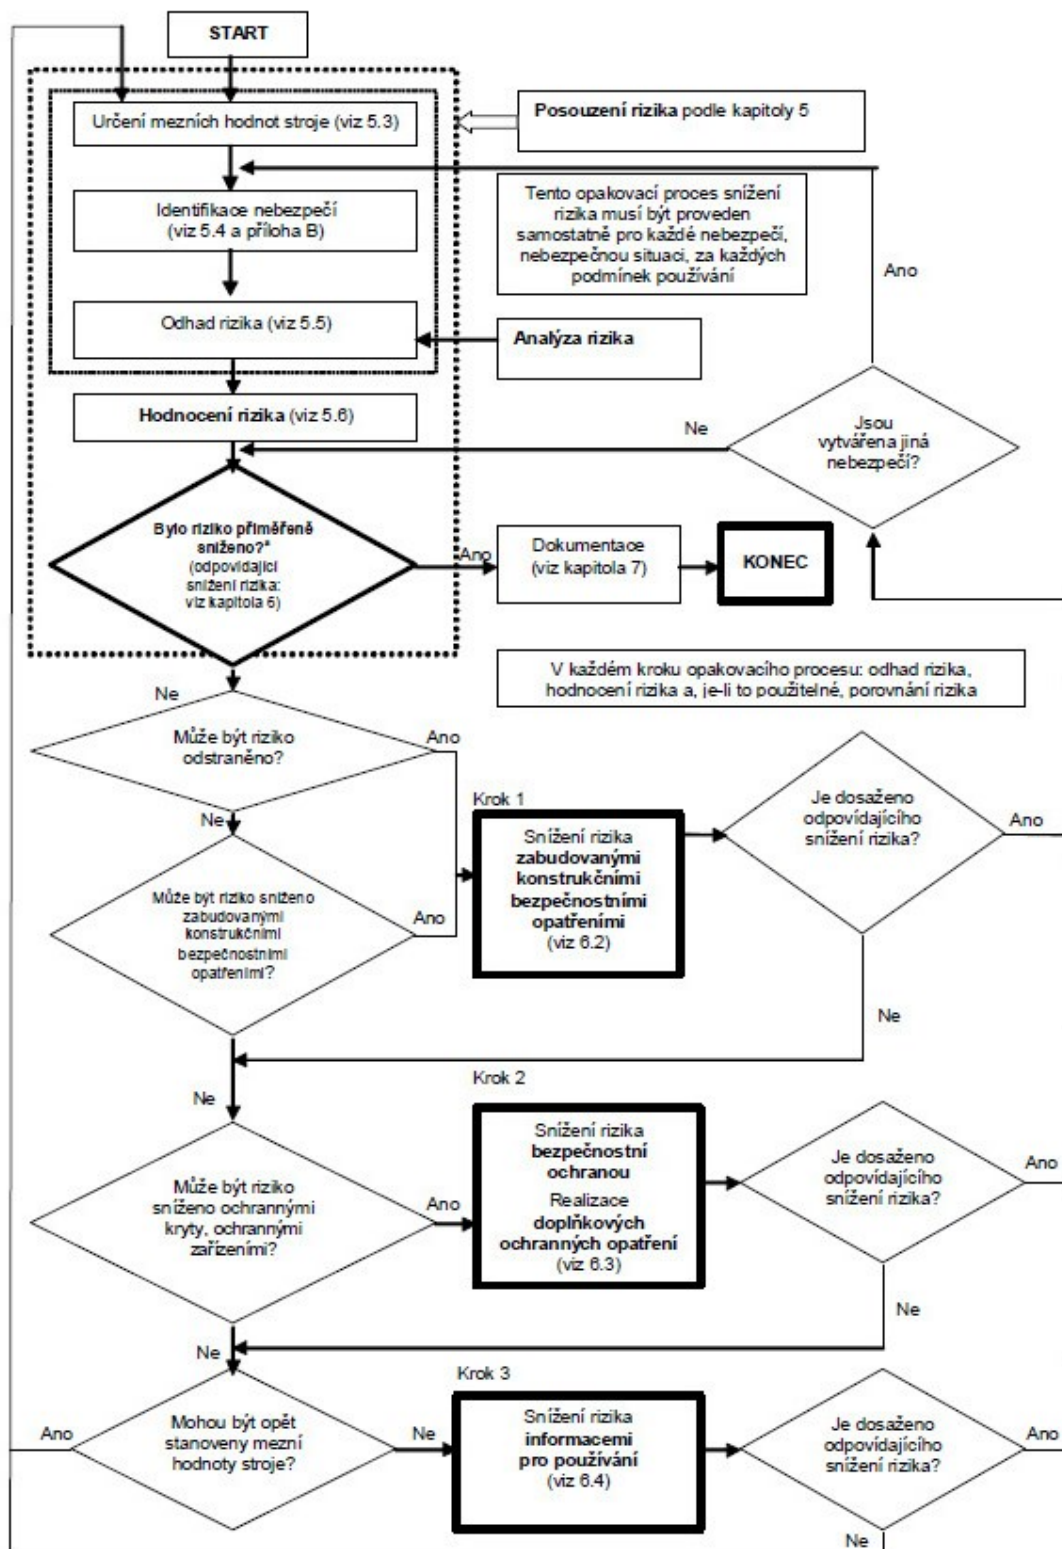 START
Určení mezních hodnot stroje (viz 5.3)
Posouzení rizika podle kapitoly 5
Identifikace nebezpečí
(viz 5.4 a příloha B)
Tento opakovací proces snížení
rizika musí být proveden
samostatně pro každé nebezpečí,
nebezpečnou situaci, za každých
podmínek používání
Ano
Odhad rizika (viz 5.5)
Analýza rizika
Hodnocení rizika (viz 5.6)
Ne
Jsou
vytvářena jiná
nebezpečí?
Bylo riziko přiměřeně
sníženo?ª
(odpovídající
snížení rizika:
viz kapitola 6)
Ano
Dokumentace
(viz kapitola 7)
KONEC
V každém kroku opakovacího procesu: odhad rizika,
hodnocení rizika a, je-li to použitelné, porovnání rizika
Ne
Může být riziko
odstraněno?
Ano
Ne
Krok 1
Snížení rizika
zabudovanými
konstrukčními
bezpečnostními
opatřeními
(viz 6.2)
Je dosaženo
odpovídajícího
snížení rizika?
Ano
Může být riziko sníženo
zabudovanými
konstrukčními
bezpečnostními
opatřeními?
Ano
Ne
Ne
Krok 2
Může být riziko
sníženo ochrannými
kryty, ochrannými
zařízeními?
Ano
Snížení rizika
bezpečnostní
ochranou
Realizace
doplňkových
ochranných opatření
(viz 6.3)
Je dosaženo
odpovídajícího
snížení rizika?
Ano
Ne
Ne
Krok 3
Ano
Mohou být opět
stanoveny mezní
hodnoty stroje?
Ne
Snížení rizika
informacemi
pro používání
(viz 6.4)
Je dosaženo
odpovídajícího
snížení rizika?
Ano
Ne